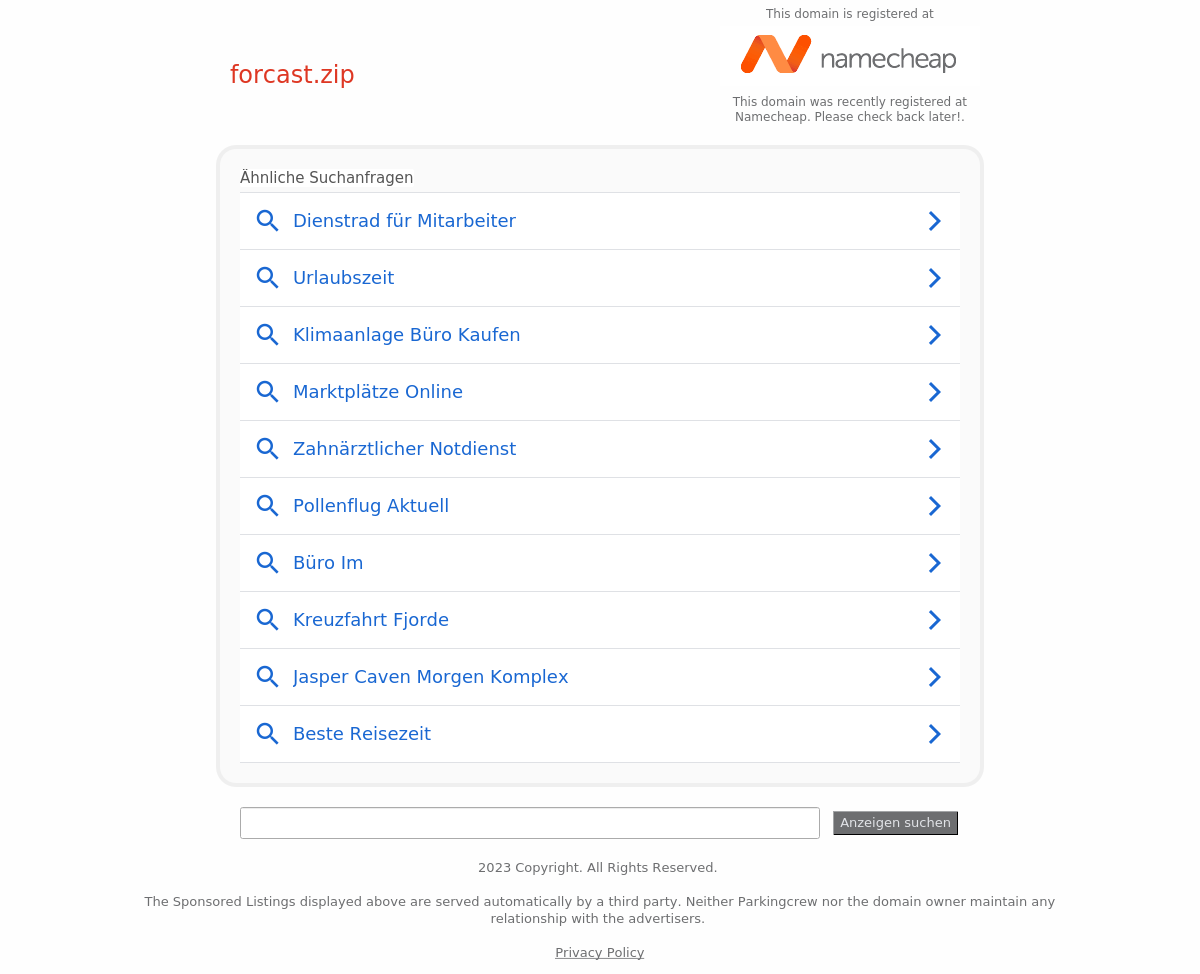 This domain is registered at
namecheap
forcast.zip
This domain was recently registered at
Namecheap. Please check back later!.
Ähnliche Suchanfragen
Dienstrad für Mitarbeiter
Urlaubszeit
Klimaanlage Büro Kaufen
Marktplätze Online
Zahnärztlicher Notdienst
Pollenflug Aktuell
Büro Im
Kreuzfahrt Fjorde
Jasper Caven Morgen Komplex
Beste Reisezeit
Anzeigen suchen
2023 Copyright. All Rights Reserved.
The Sponsored Listings displayed above are served automatically by a third party. Neither Parkingcrew nor the domain owner maintain any
relationship with the advertisers.
Privacy Policy